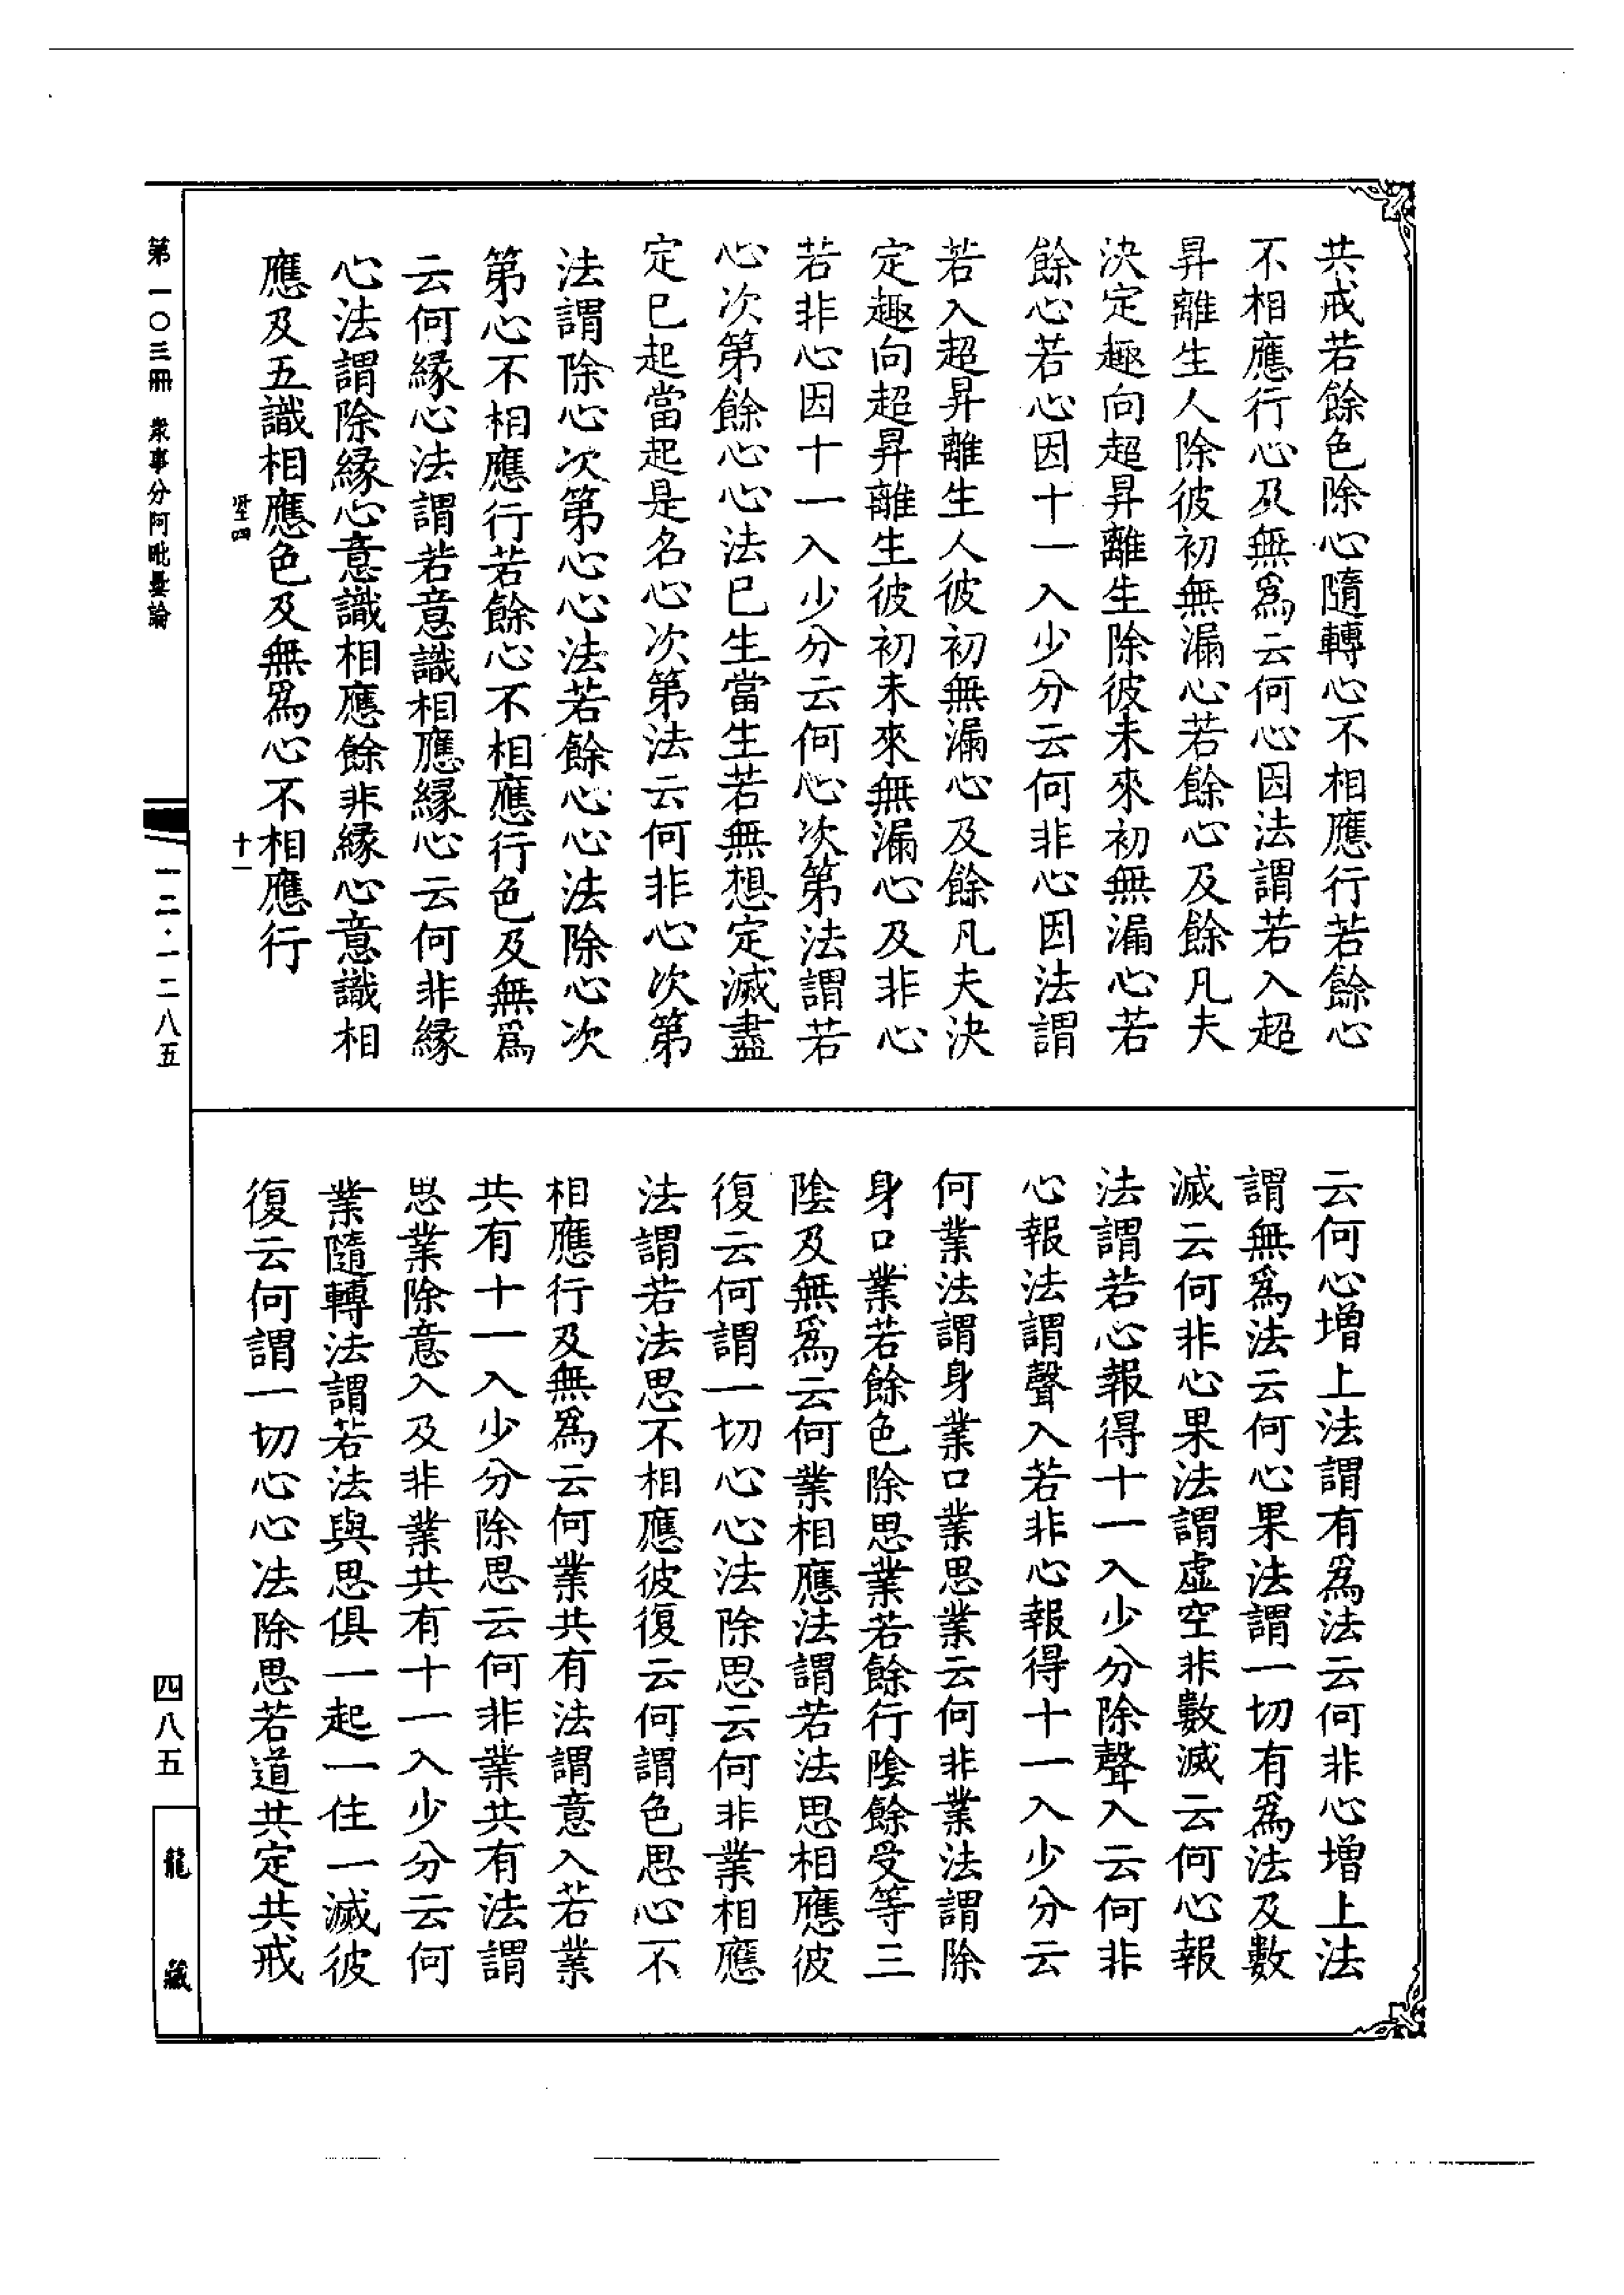 共戒若餘色除心隨轉心不相應行若餘心
不相應行心及無爲云何心因法謂若入超
昇離生人除彼初無漏心若餘心及餘凡夫
決定趣向超昇離生除彼未來初無漏心若
餘心若心因十一入少分云何非心因法謂
若入超昇離生人彼初無漏心及餘凡夫決
定趣向超昇離生彼初未來無漏心及非心
若非心因十一入少分云何心次第法謂若
心次第餘心心法已生當生若無想定滅盡
定已起當起是名心次第法云何非心次第
法謂除心次第心心法若餘心心法除心次
第心不相應行若餘心不相應行色及無爲
云何緣心法謂若意識相應緣心云何非緣
心法謂除緣心意識相應餘非緣心意識相
應及五識相應色及無爲心不相應行
云何心增上法謂有爲法云何非心增上法
謂無爲法云何心果法謂一切有爲法及數
滅云何非心果法謂虛空非數滅云何心報
法謂若心報得十一入少分除聲入云何非
心報法謂聲入若非心報得十一入少分云
何業法謂身業口業思業云何非業法謂除
身口業若餘色除思業若餘行陰餘受等三
陰及無爲云何業相應法謂若法思相應彼
復云何謂一切心心法除思云何非業相應
法謂若法思不相應彼復云何謂色思心不
相應行及無爲云何業共有法謂意入若業
共有十一入少分除思云何非業共有法謂
思業除意入及非業共有十一入少分云何
業隨轉法謂若法與思俱一起一住一滅彼
復云何謂一切心心法除思若道共定共戒
第一〇三冊 衆事分阿毗曇論
十一
一二·一二八五
四八五
龍藏